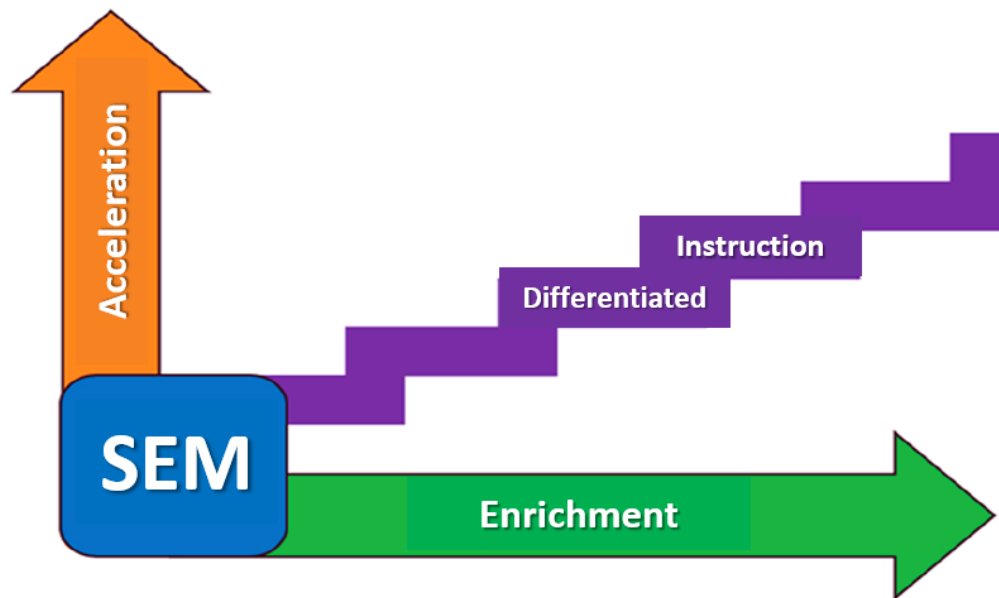 Acceleration
Instruction
Differentiated
SEM
Enrichment